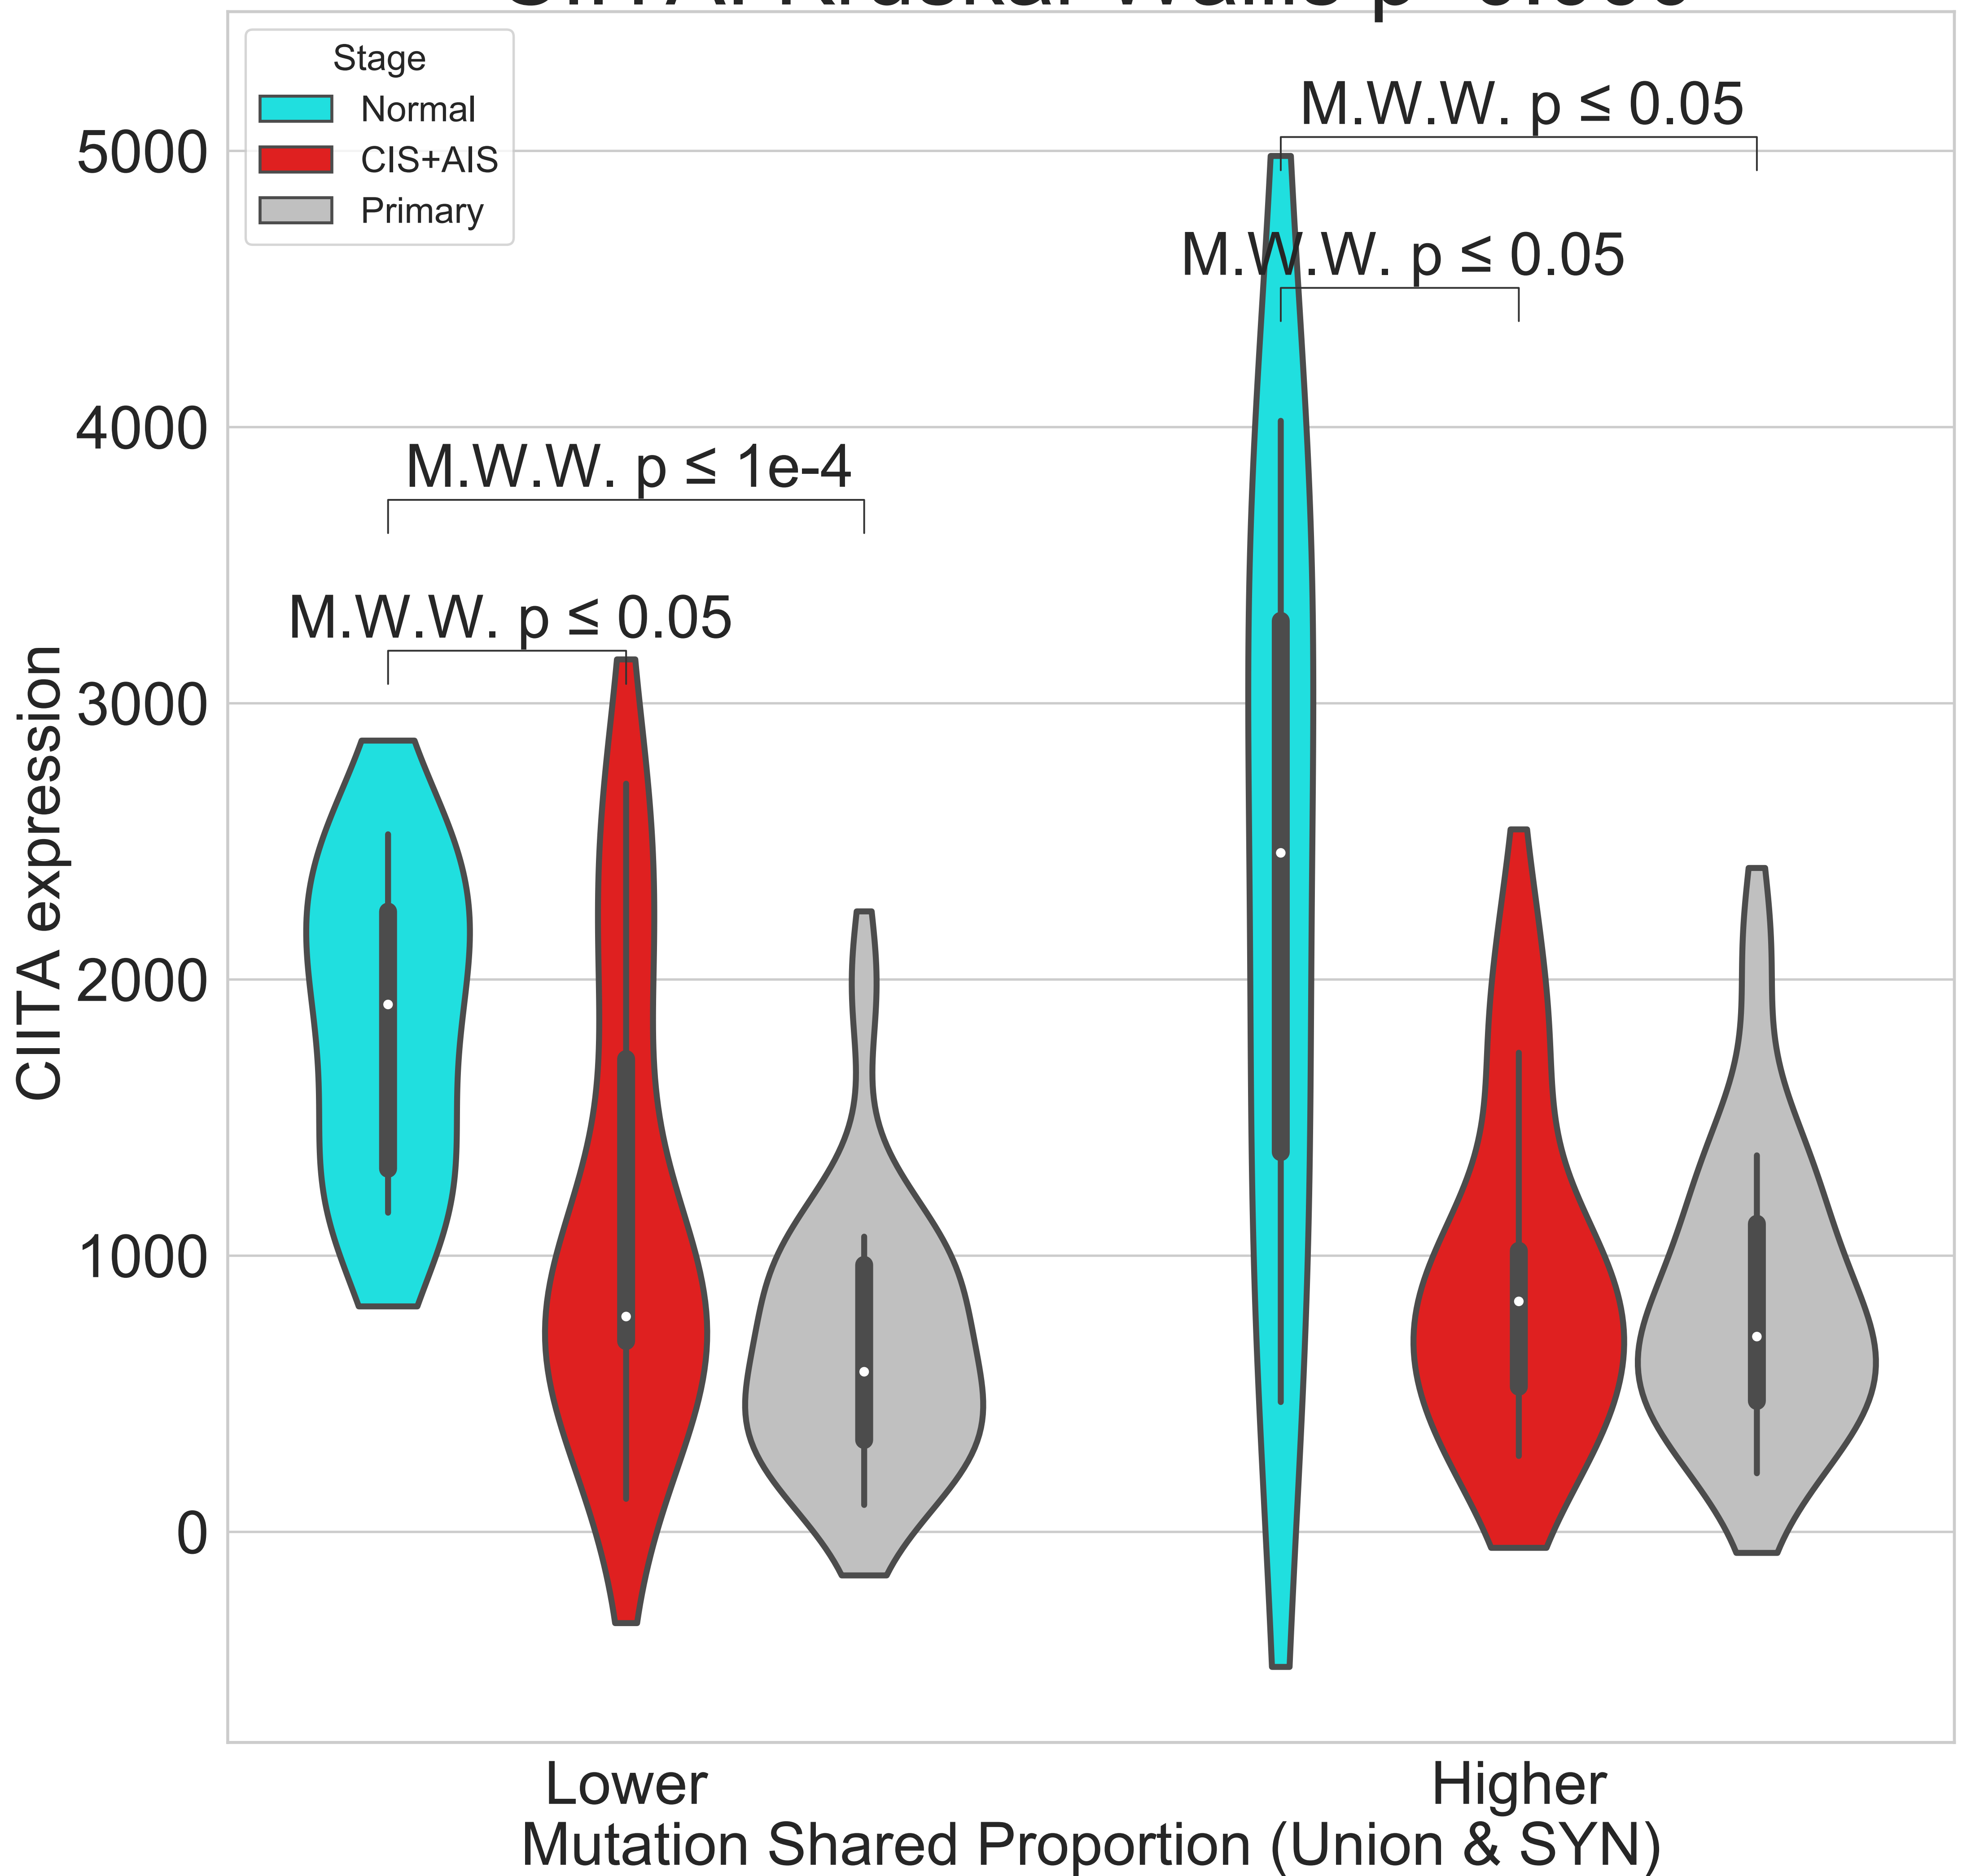 Stage
Normal
CIS+AIS
Primary
M.W.W. p ≤ 0.05
M.W.W. p ≤ 0.05
M.W.W. p ≤ 1e-4
M.W.W. p ≤ 0.05
5000
4000
3000
2000
1000
0
CIITA expression
Lower
Higher
Mutation Shared Proportion (Union & SYN)